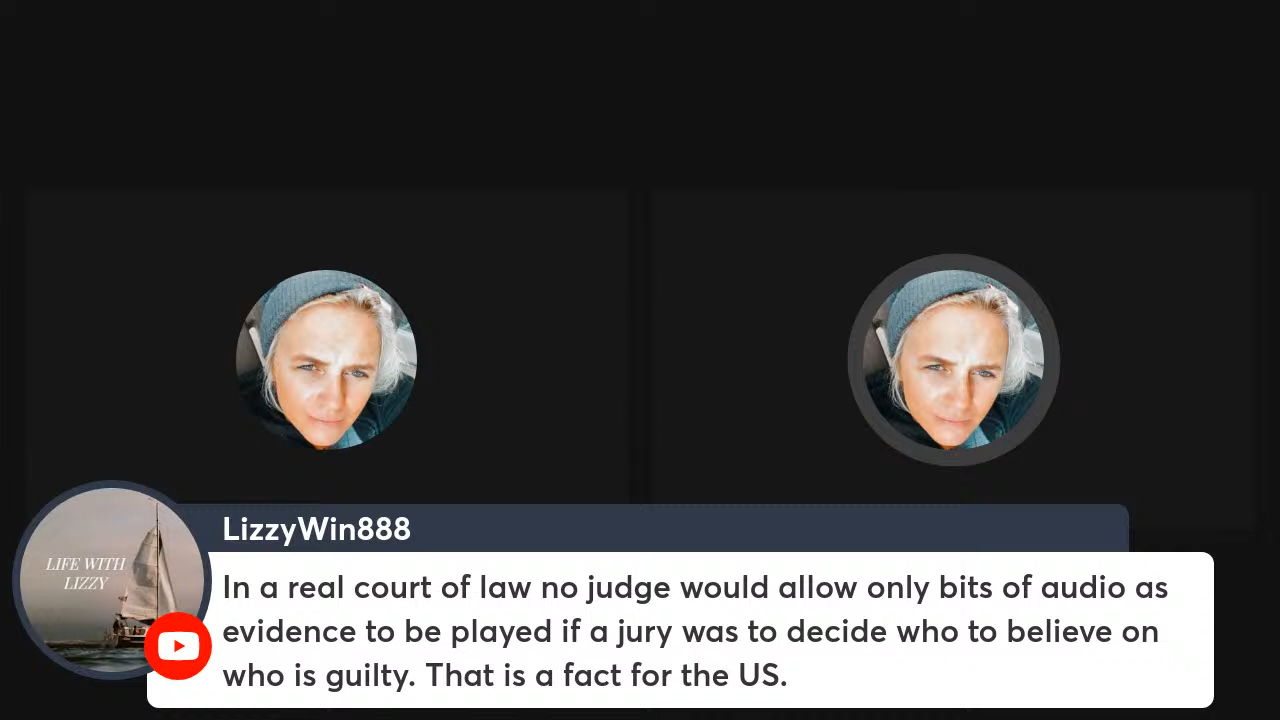 LizzyWin888
LIFE WITH
LIZZY
In a real court of law no judge would allow only bits of audio as
evidence to be played if a jury was to decide who to believe on
who is guilty. That is a fact for the US.